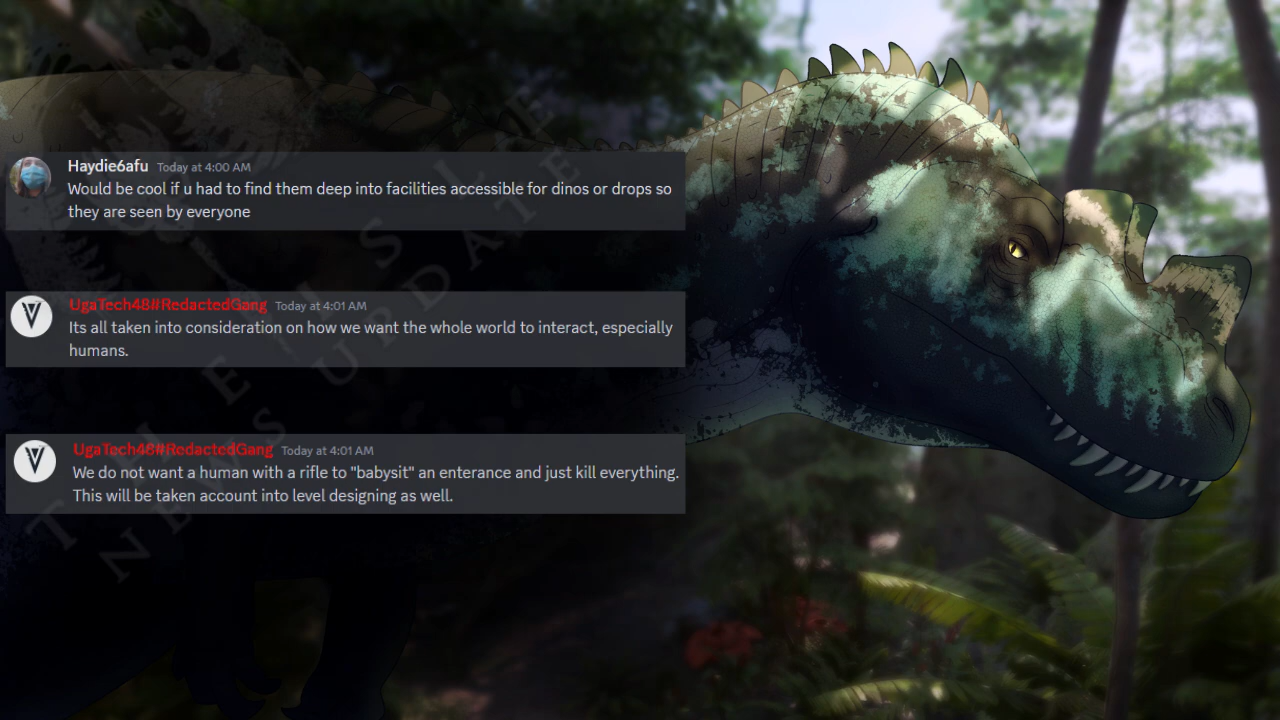 Haydie6afu Today at 4:00 AM
Would be cool if u had to find them deep into facilities accessible for dinos or drops so
they are seen by everyone
UgaTech48#RedactedGang Today at 4:01 AM
Its all taken into consideration on how we want the whole world to interact, especially
humans.
UgaTech48#RedactedGang Today at 4:01 AM
We do not want a human with a rifle to "babysit" an enterance and just kill everything.
This will be taken account into level designing as well.
THE ISLE
NEWS UPDATE